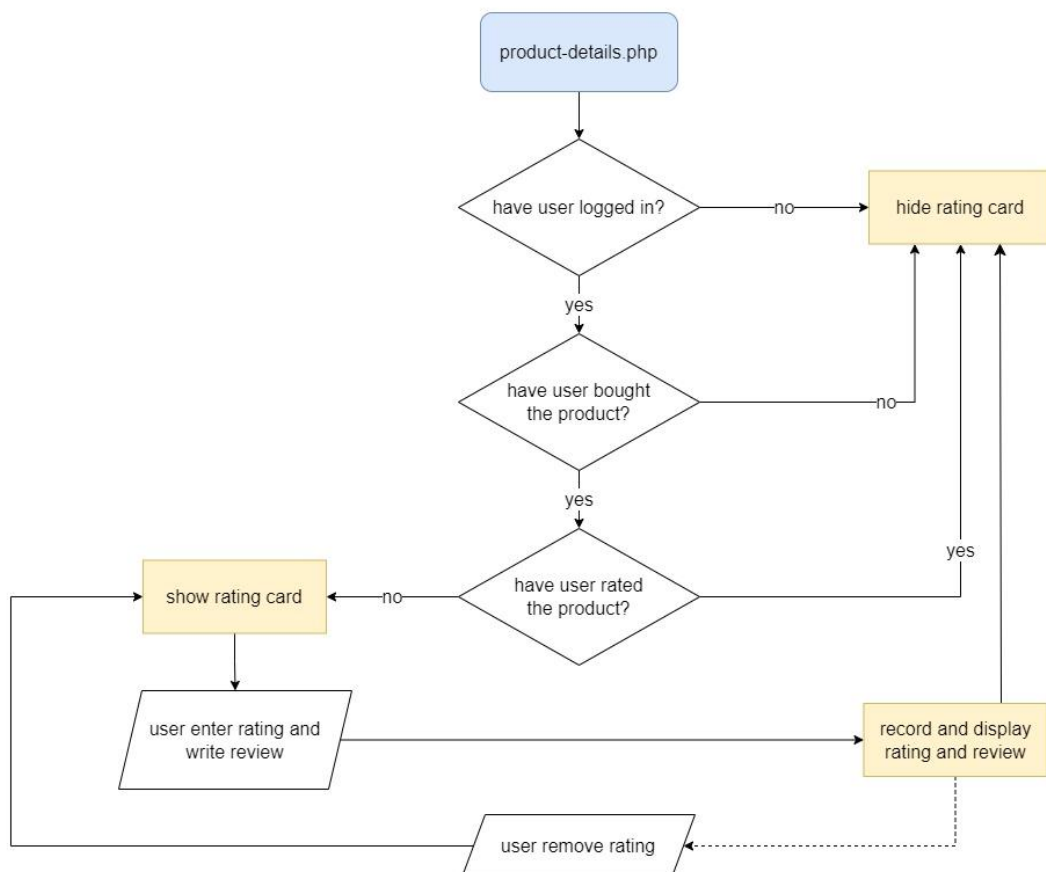 product-details.php
have user logged in?
no
hide rating card
yes
have user bought
the product?
no
yes
have user rated
the product?
yes
no
show rating card
user enter rating and
write review
record and display
rating and review
user remove rating